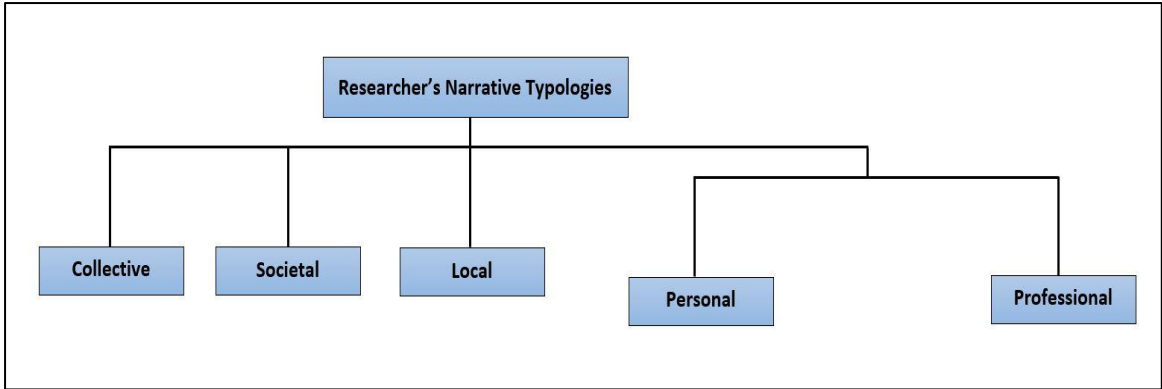 Researcher’s Narrative Typologies
Collective
Societal
Local
Personal
Professional